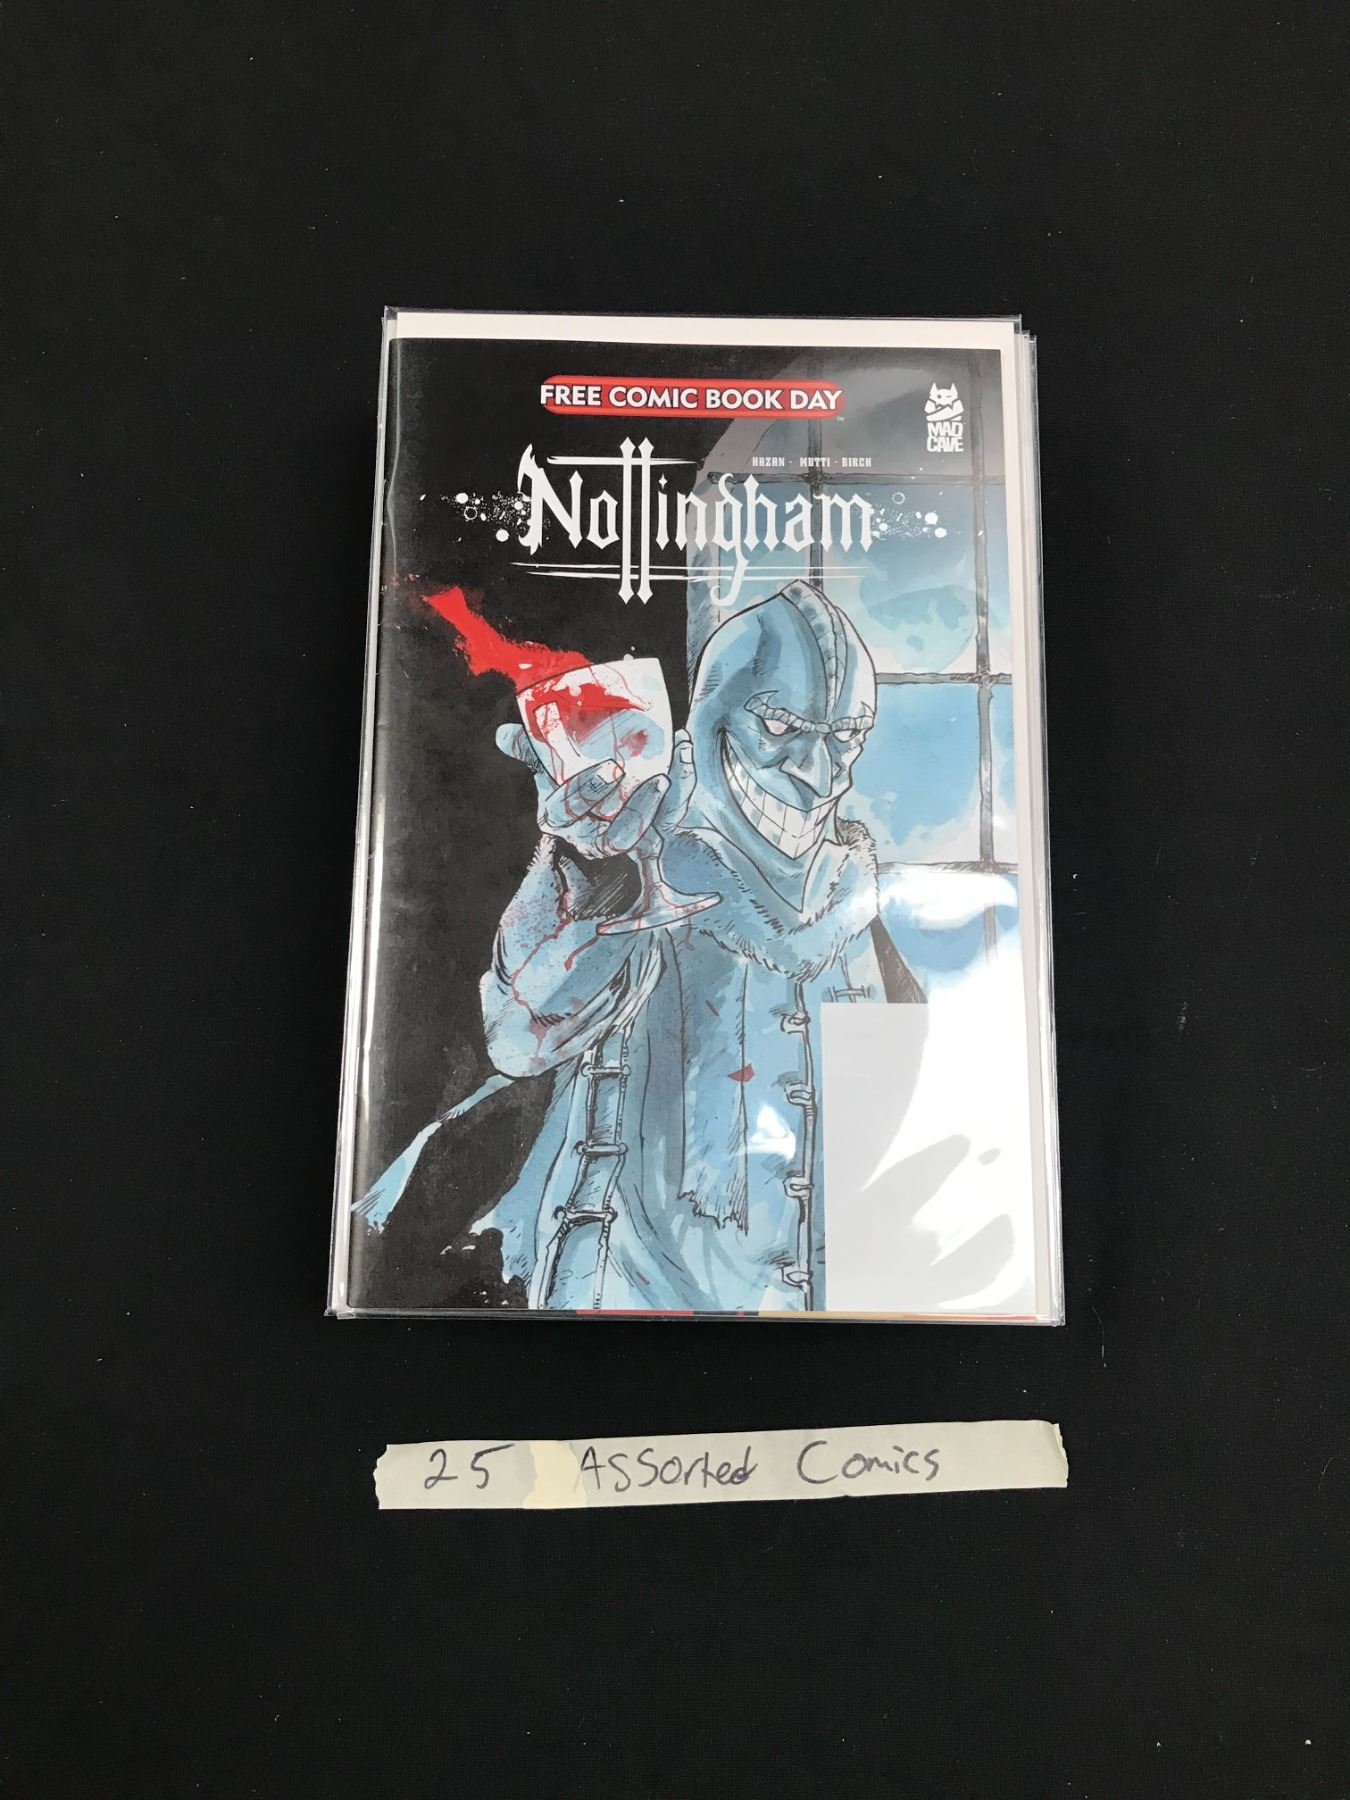 FREE COMIC BOOK DAY
MAD
CAVE
HAZAN - MUTTI - BIRCH
Nottingham
25 Assorted Comics